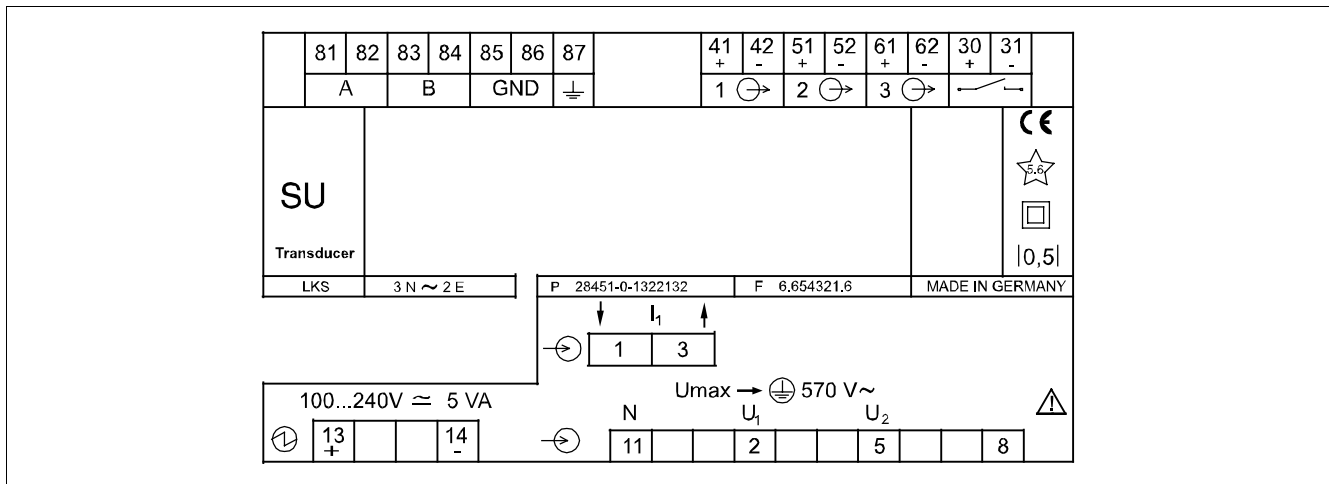 81 82 83 84 85 86 87 41 42 51 52 61 62 30 31
+ - + - + - + -
A B GND 1 2 3
SU
5.6
Transducer
|0,5|
LKS 3 N ~ 2 E P 28451-0-1322132 F 6.654321.6 MADE IN GERMANY
↓ I₁ ↑
1 3
Umax → 570 V~
100...240V ≃ 5 VA
N U₁ U₂
13 14 11 2 5 8
+ -